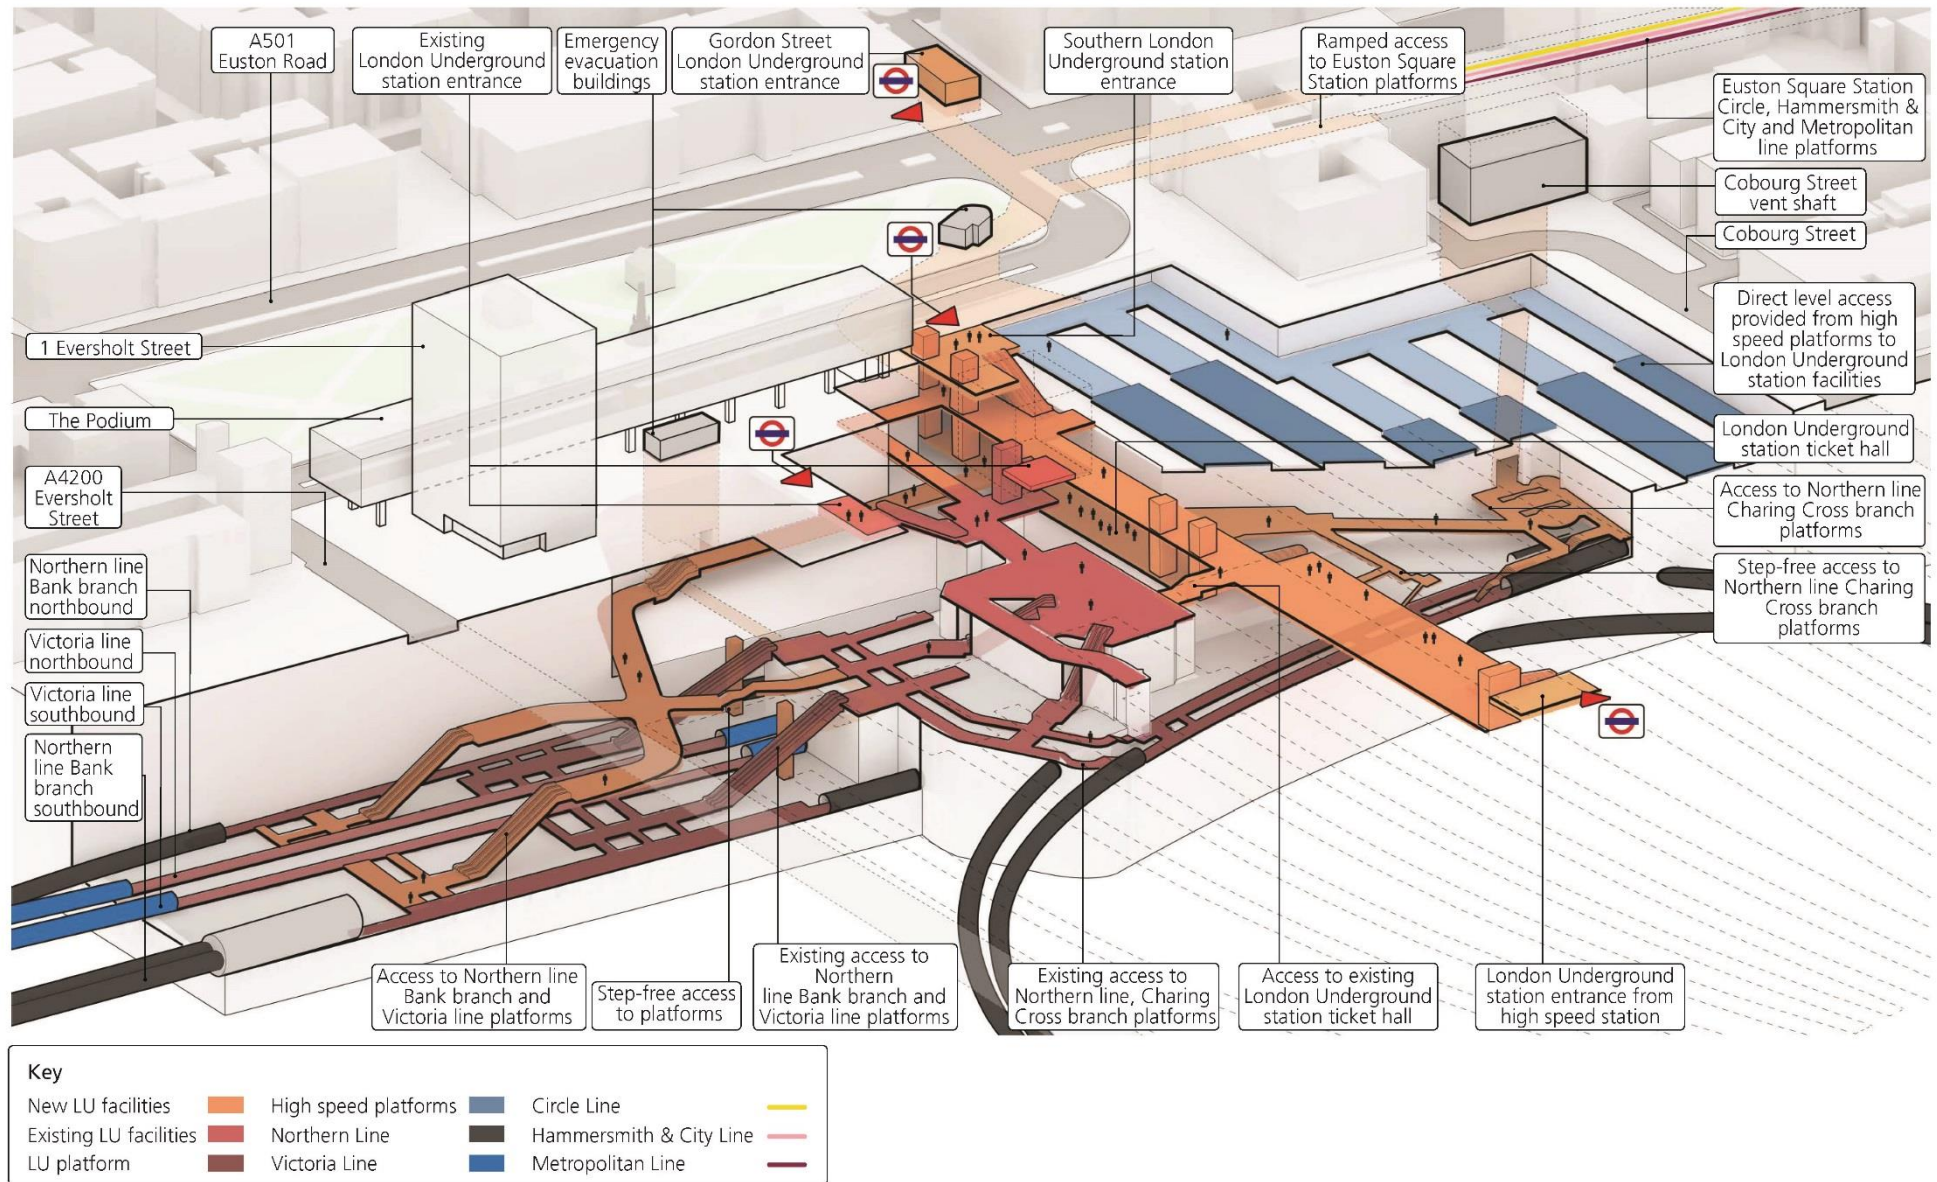 A501
Euston Road
Existing
London Underground
station entrance
Emergency
evacuation
buildings
Gordon Street
London Underground
station entrance
Southern London
Underground station
entrance
Ramped access
to Euston Square
Station platforms
Euston Square Station
Circle, Hammersmith &
City and Metropolitan
line platforms
Cobourg Street
vent shaft
Cobourg Street
Direct level access
provided from high
speed platforms to
London Underground
station facilities
London Underground
station ticket hall
Access to Northern line
Charing Cross branch
platforms
Step-free access to
Northern line Charing
Cross branch
platforms
1 Eversholt Street
The Podium
A4200
Eversholt
Street
Northern line
Bank branch
northbound
Victoria line
northbound
Victoria line
southbound
Northern
line Bank
branch
southbound
Access to Northern line
Bank branch and
Victoria line platforms
Step-free access
to platforms
Existing access to
Northern
line Bank branch and
Victoria line platforms
Existing access to
Northern line, Charing
Cross branch platforms
Access to existing
London Underground
station ticket hall
London Underground
station entrance from
high speed station
Key
New LU facilities
Existing LU facilities
LU platform
High speed platforms
Northern Line
Victoria Line
Circle Line
Hammersmith & City Line
Metropolitan Line